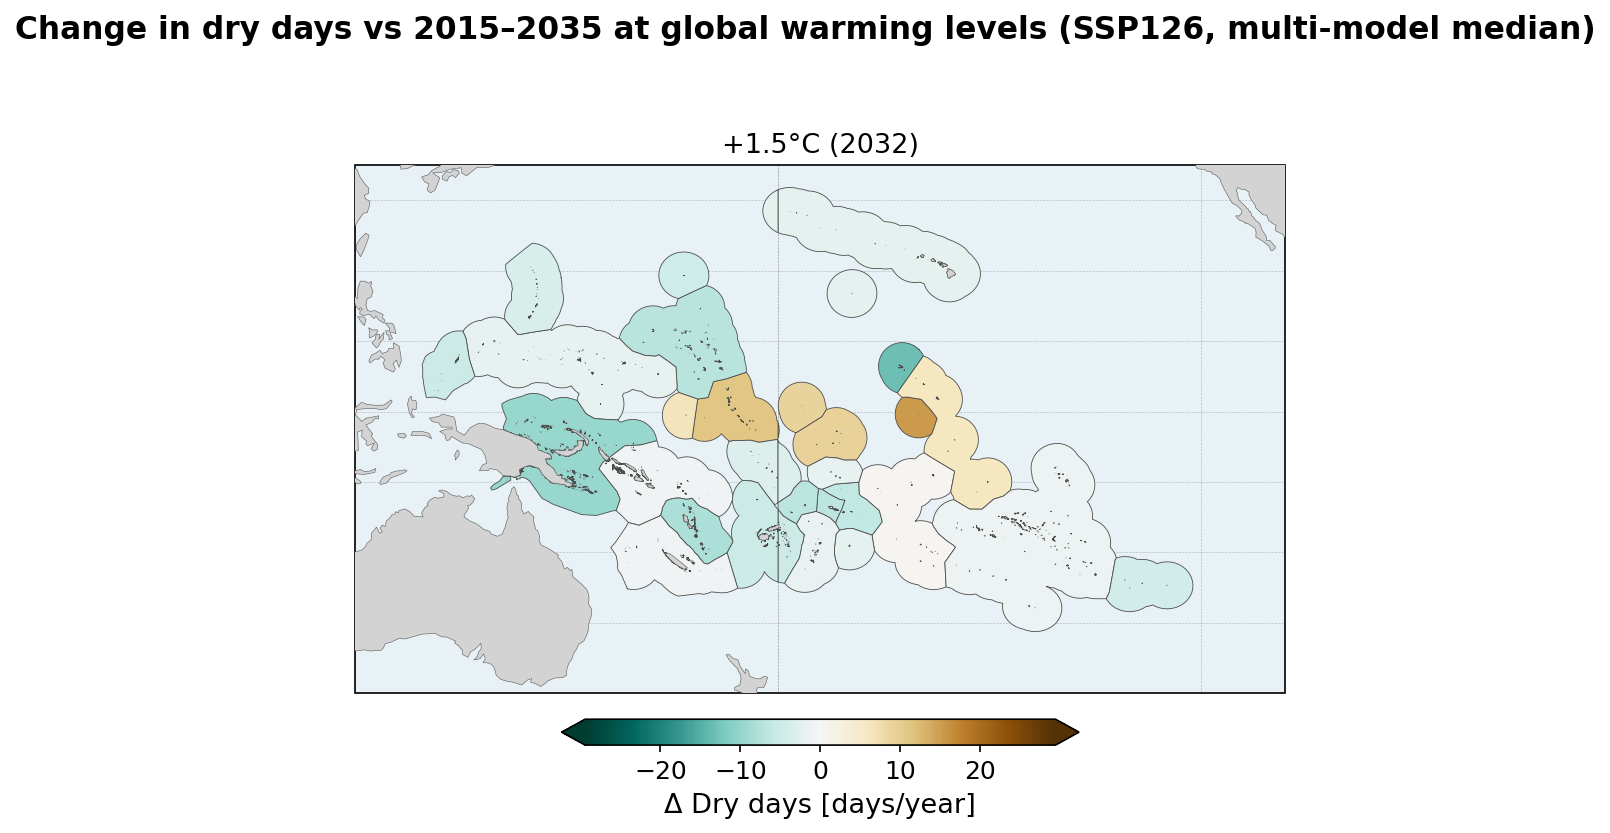 Change in dry days vs 2015–2035 at global warming levels (SSP126, multi-model median)
+1.5°C (2032)
−20 −10 0 10 20
Δ Dry days [days/year]